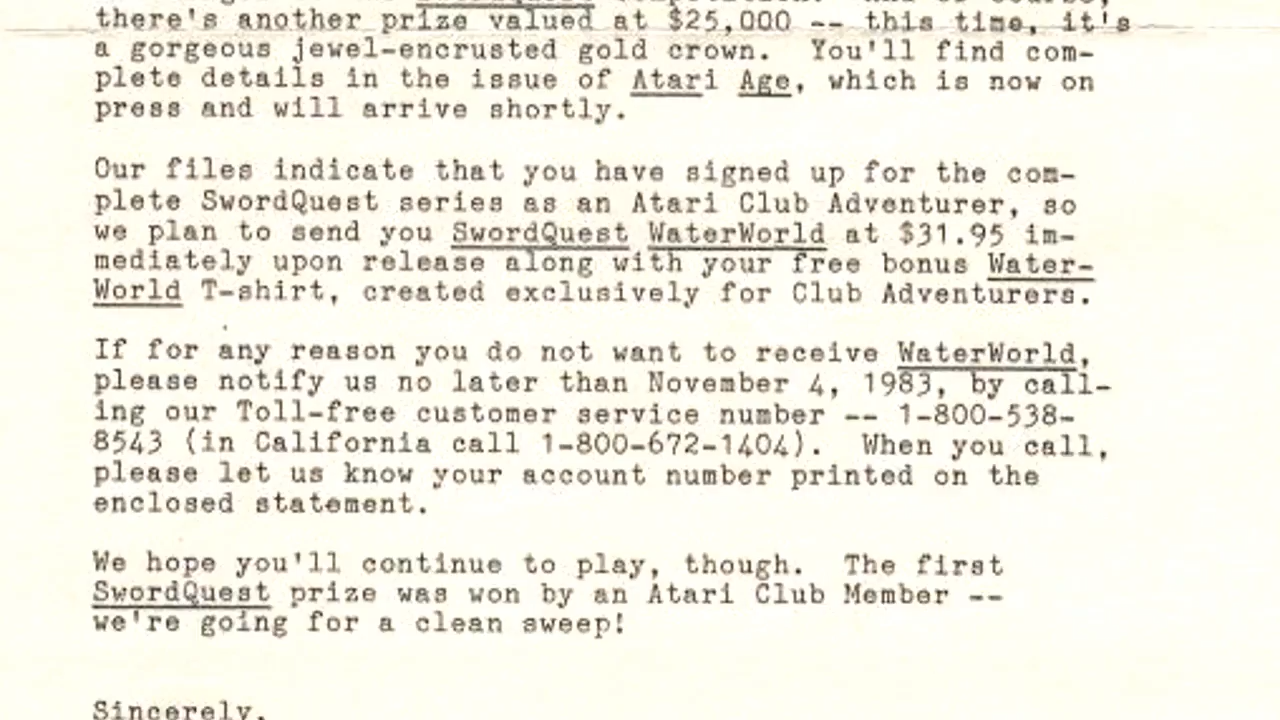 there's another prize valued at $25,000 -- this time, it's
a gorgeous jewel-encrusted gold crown.  You'll find com-
plete details in the issue of Atari Age, which is now on
press and will arrive shortly.

Our files indicate that you have signed up for the com-
plete SwordQuest series as an Atari Club Adventurer, so
we plan to send you SwordQuest WaterWorld at $31.95 im-
mediately upon release along with your free bonus Water-
World T-shirt, created exclusively for Club Adventurers.

If for any reason you do not want to receive WaterWorld,
please notify us no later than November 4, 1983, by call-
ing our Toll-free customer service number -- 1-800-538-
8543 (in California call 1-800-672-1404).  When you call,
please let us know your account number printed on the
enclosed statement.

We hope you'll continue to play, though.  The first
SwordQuest prize was won by an Atari Club Member --
we're going for a clean sweep!

Sincerely,